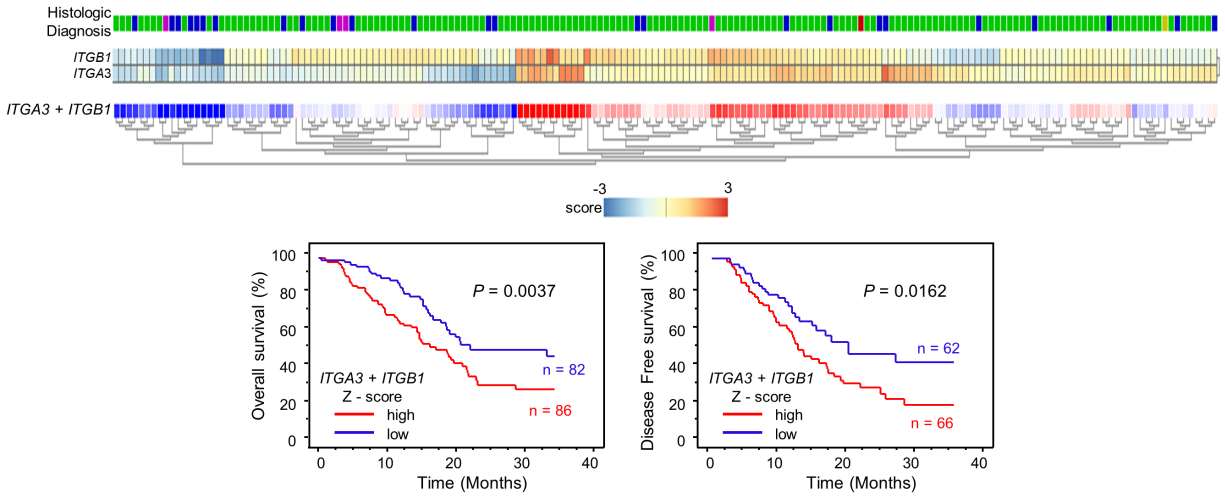 Histologic
Diagnosis
ITGB1
ITGA3
ITGA3 + ITGB1
-3 3
score
100
80
60
40
20
0
Overall survival (%)
P = 0.0037
n = 82
n = 86
ITGA3 + ITGB1
Z - score
high
low
0 10 20 30 40
Time (Months)
100
80
60
40
20
0
Disease Free survival (%)
P = 0.0162
n = 62
n = 66
ITGA3 + ITGB1
Z - score
high
low
0 10 20 30 40
Time (Months)